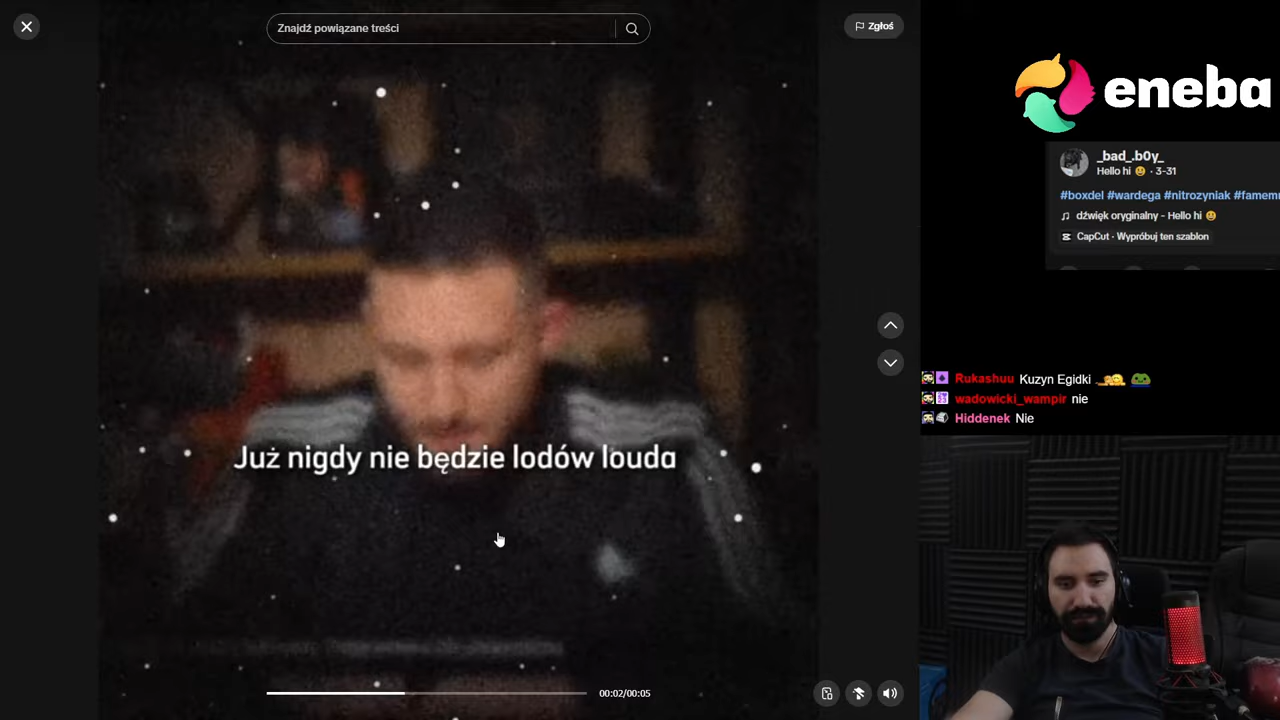 Znajdź powiązane treści
Zgłoś
eneba
_bad_.b0y_
Hello hi 😃 · 3-31
#boxdel #wardega #nitrozyniak #famem
dźwięk oryginalny - Hello hi 😃
CapCut · Wypróbuj ten szablon
Rukashuu Kuzyn Egidki
wadowicki_wampir nie
Hiddenek Nie
Już nigdy nie będzie lodów louda
00:02/00:05